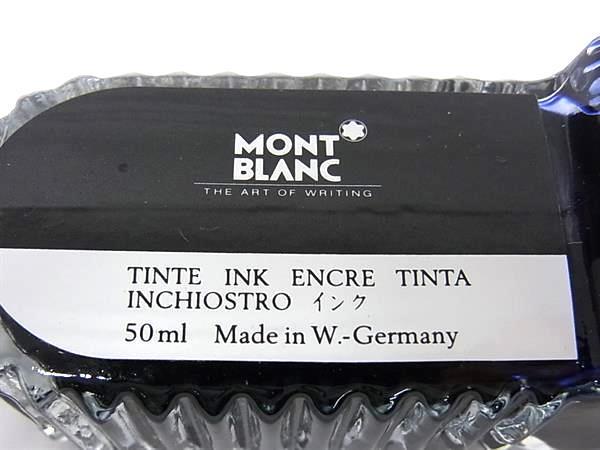 MONT
BLANC
THE ART OF WRITING
TINTE INK ENCRE TINTA
INCHIOSTRO インク
50ml Made in W.-Germany